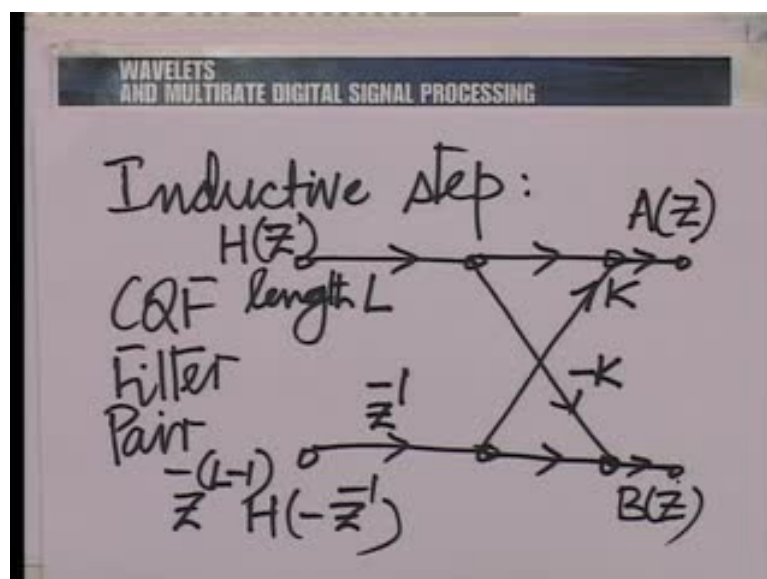 WAVELETS
AND MULTIRATE DIGITAL SIGNAL PROCESSING
Inductive step:
H(Z)
A(Z)
CQF length L
K
Filter
-K
Pair
z^-1
z^-(L-1) H(-z^-1)
B(Z)